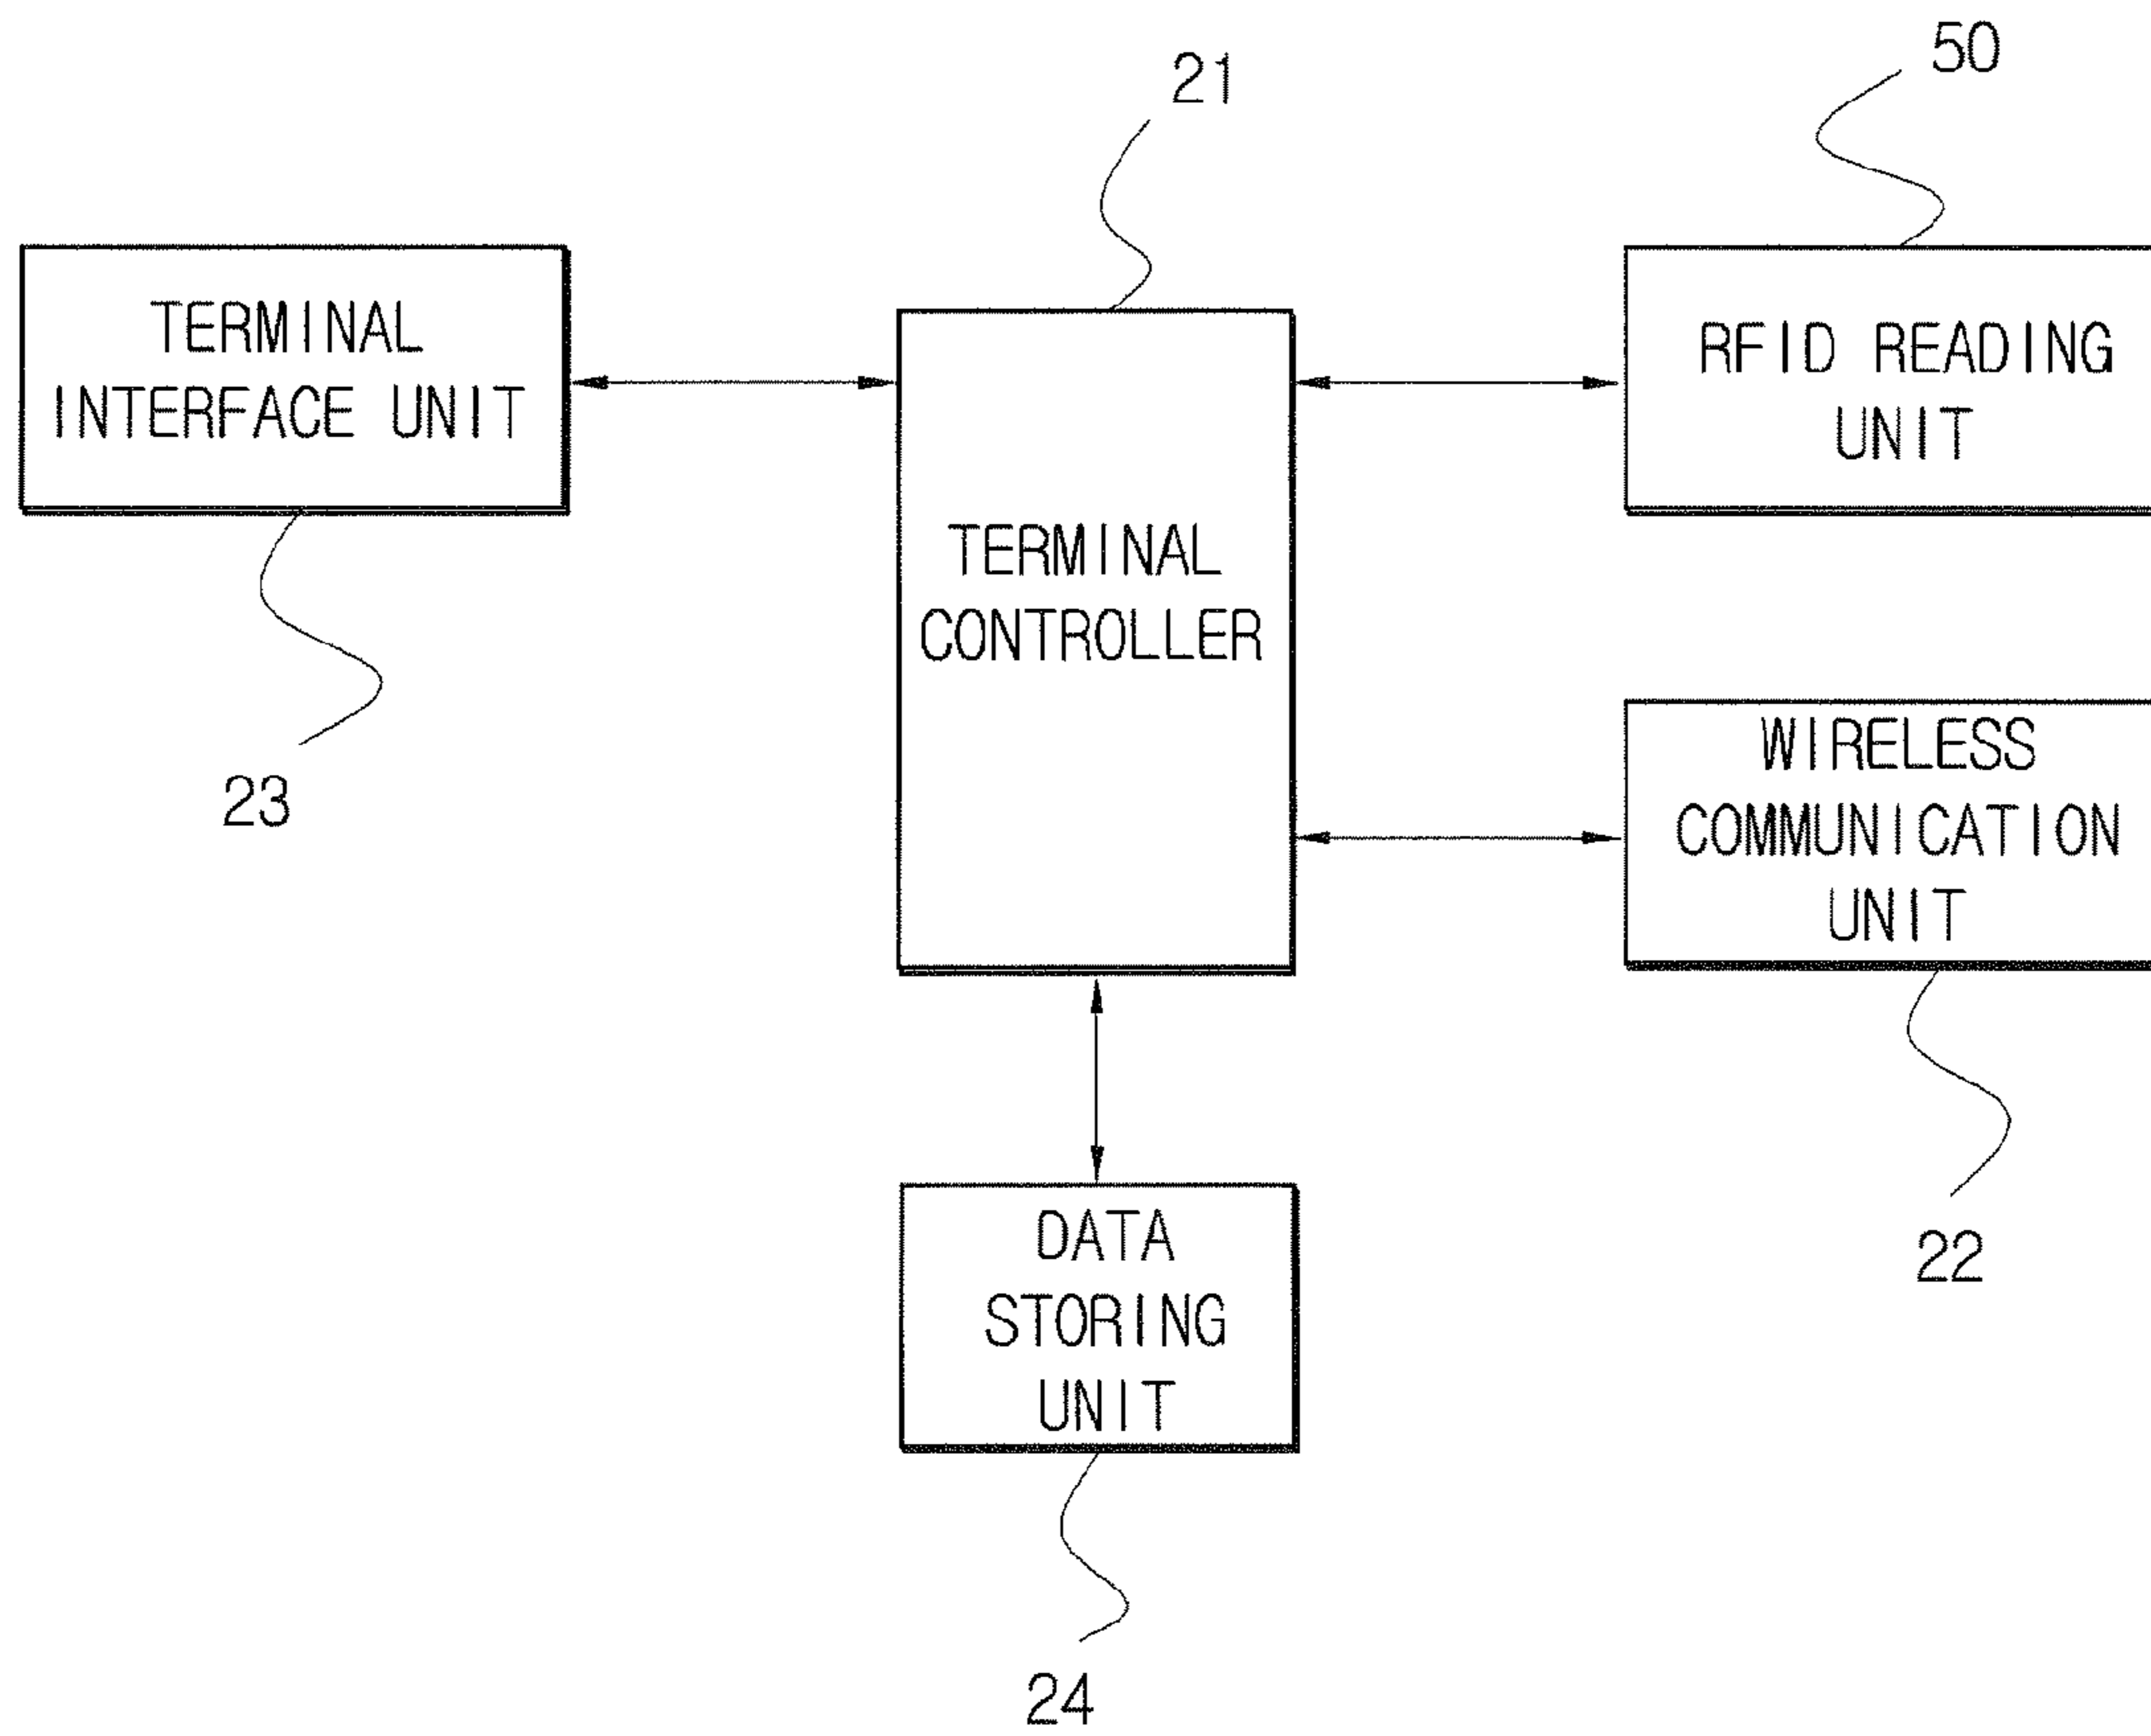 50
21
TERMINAL
INTERFACE UNIT
RFID READING
UNIT
TERMINAL
CONTROLLER
WIRELESS
COMMUNICATION
UNIT
23
DATA
STORING
UNIT
22
24